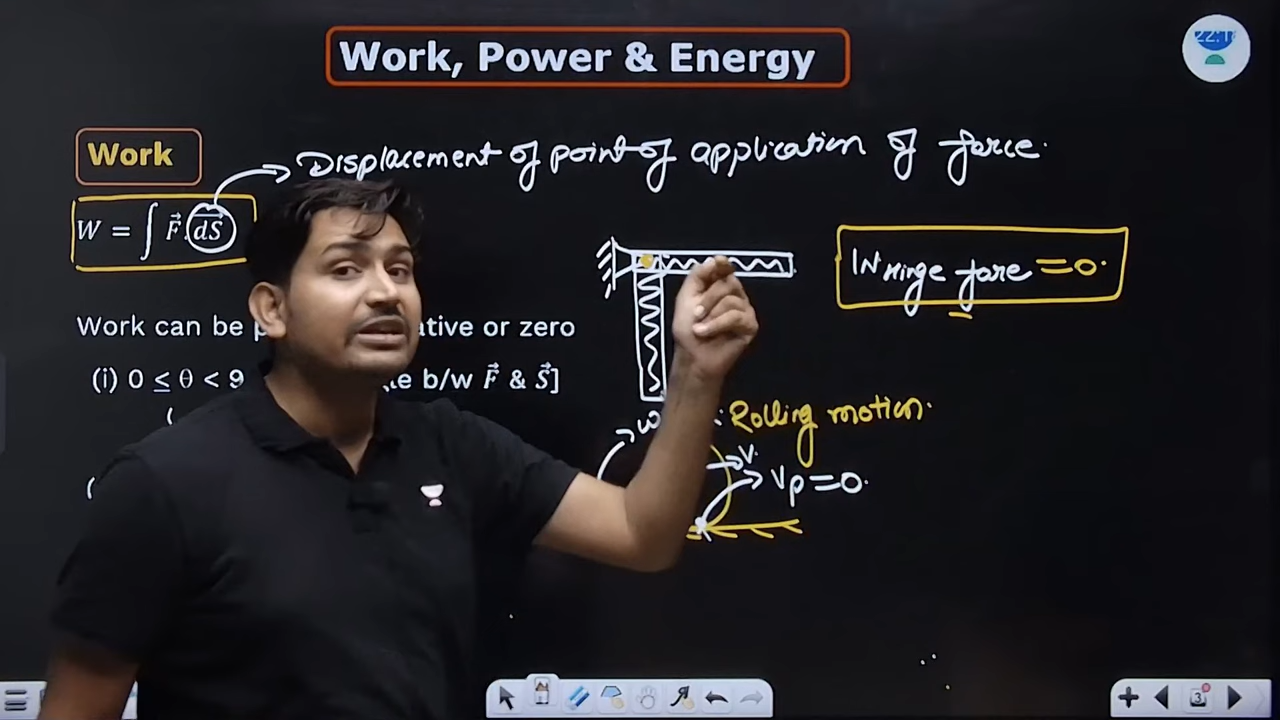 Work, Power & Energy
Work
Displacement of point of application of force.
W = ∫ F⃗. dS⃗
W Hinge force = 0.
Work can be ative or zero
(i) 0 ≤ θ < 9 b/w F⃗ & S⃗]
Rolling motion.
ω
V.
Vp = 0.
3